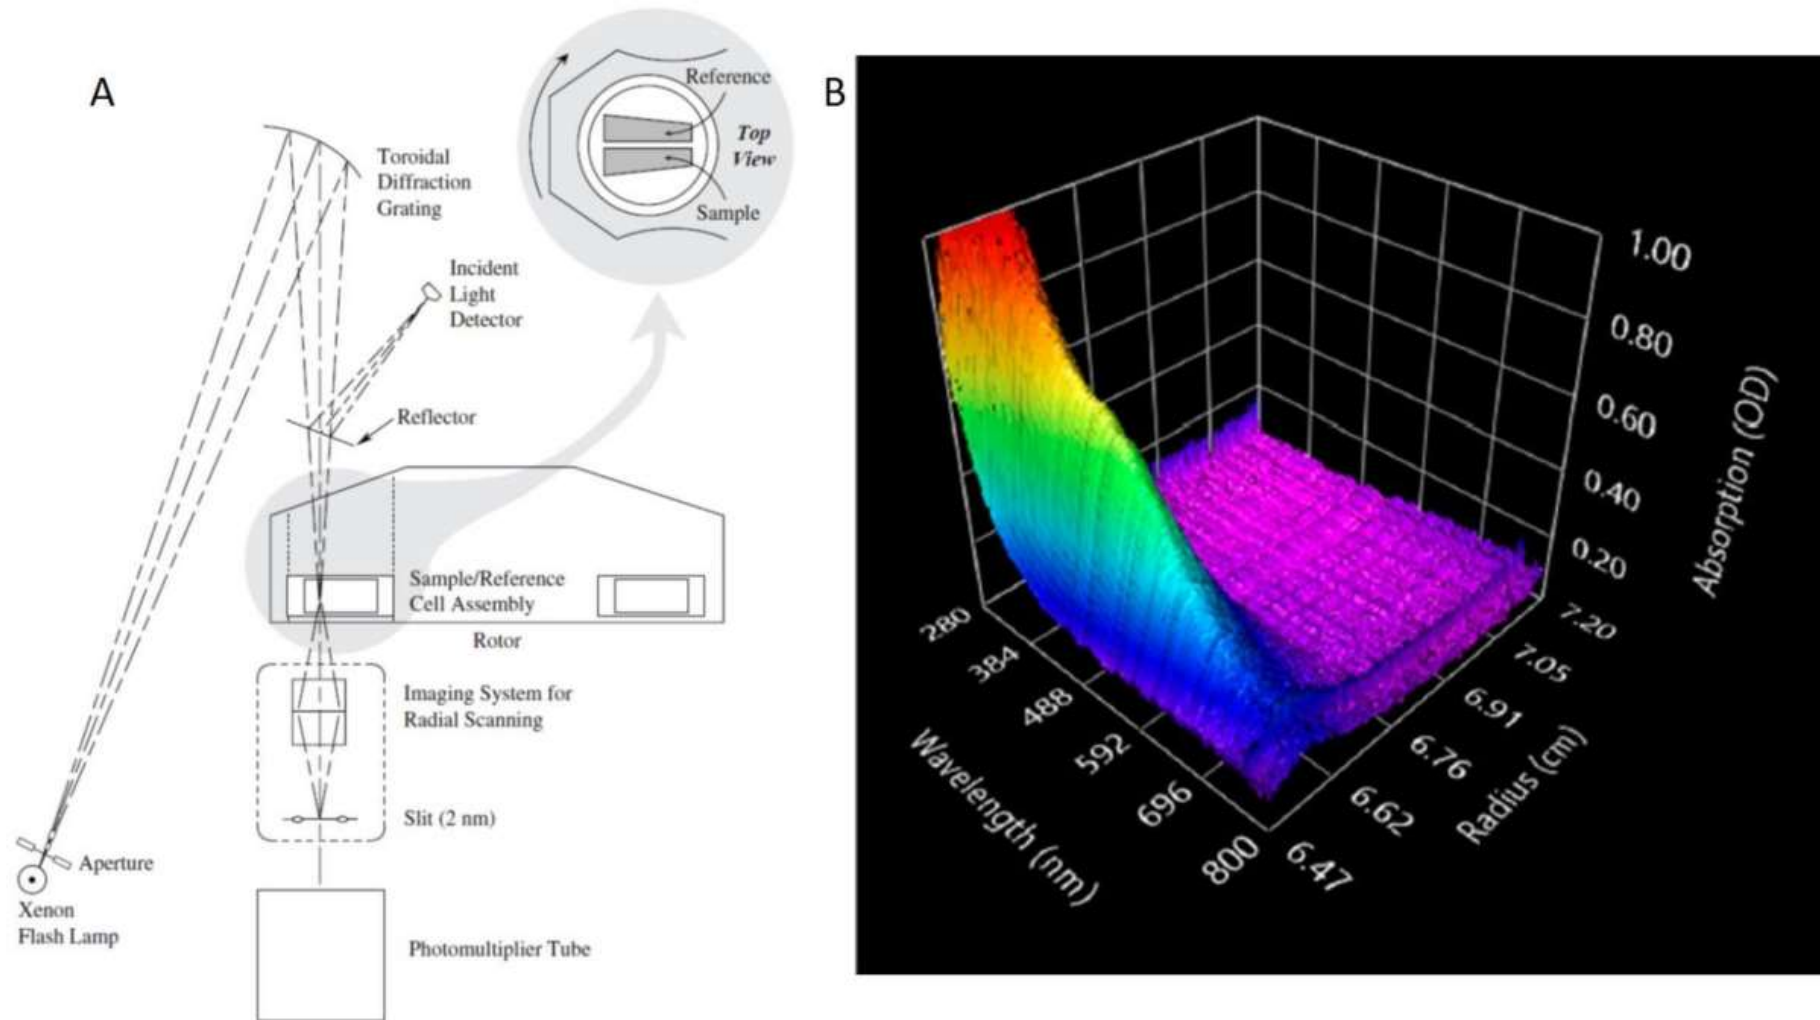 A
Toroidal
Diffraction
Grating
Incident
Light
Detector
Reflector
Reference
Top
View
Sample
Sample/Reference
Cell Assembly
Rotor
Imaging System for
Radial Scanning
Slit (2 nm)
Aperture
Xenon
Flash Lamp
Photomultiplier Tube
B
1.00
0.80
0.60
0.40
0.20
Absorption (OD)
280
384
488
592
696
800
Wavelength (nm)
7.20
7.05
6.91
6.76
6.62
6.47
Radius (cm)